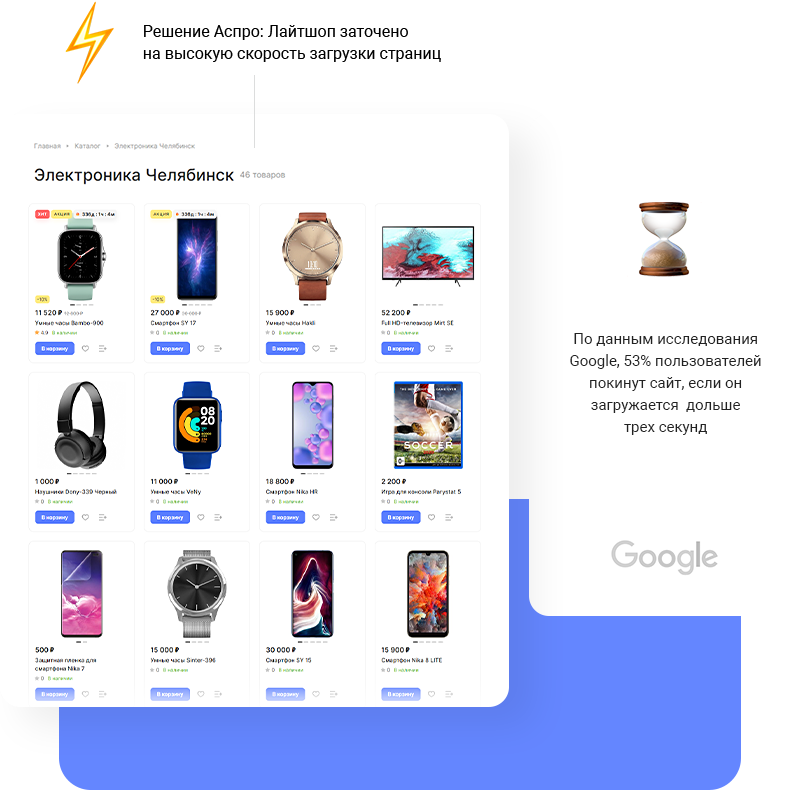 Решение Аспро: Лайтшоп заточено
на высокую скорость загрузки страниц
Главная • Каталог • Электроника Челябинск
Электроника Челябинск 46 товаров
ХИТ АКЦИЯ 336д : 1ч : 4м
-10%
11 520 ₽ 12 800 ₽
Умные часы Bambo-900
4.9 В наличии
В корзину
АКЦИЯ 336д : 1ч : 4м
-10%
27 000 ₽ 30 000 ₽
Смартфон SY 17
0 В наличии
В корзину
15 900 ₽
Умные часы Haldi
0 В наличии
В корзину
52 200 ₽
Full HD-телевизор Mirt SE
0 В наличии
В корзину
1 000 ₽
Наушники Dony-339 Черный
0 В наличии
В корзину
08
20
11 000 ₽
Умные часы VeNy
0 В наличии
В корзину
18 800 ₽
Смартфон Nika HR
0 В наличии
В корзину
SOCCER
2 200 ₽
Игра для консоли Parystat 5
0 В наличии
В корзину
500 ₽
Защитная пленка для
смартфона Nika 7
0 В наличии
В корзину
15 000 ₽
Умные часы Sinter-396
0 В наличии
В корзину
30 000 ₽
Смартфон SY 15
0 В наличии
В корзину
15 900 ₽
Смартфон Nika 8 LITE
0 В наличии
В корзину
По данным исследования
Google, 53% пользователей
покинут сайт, если он
загружается дольше
трех секунд
Google